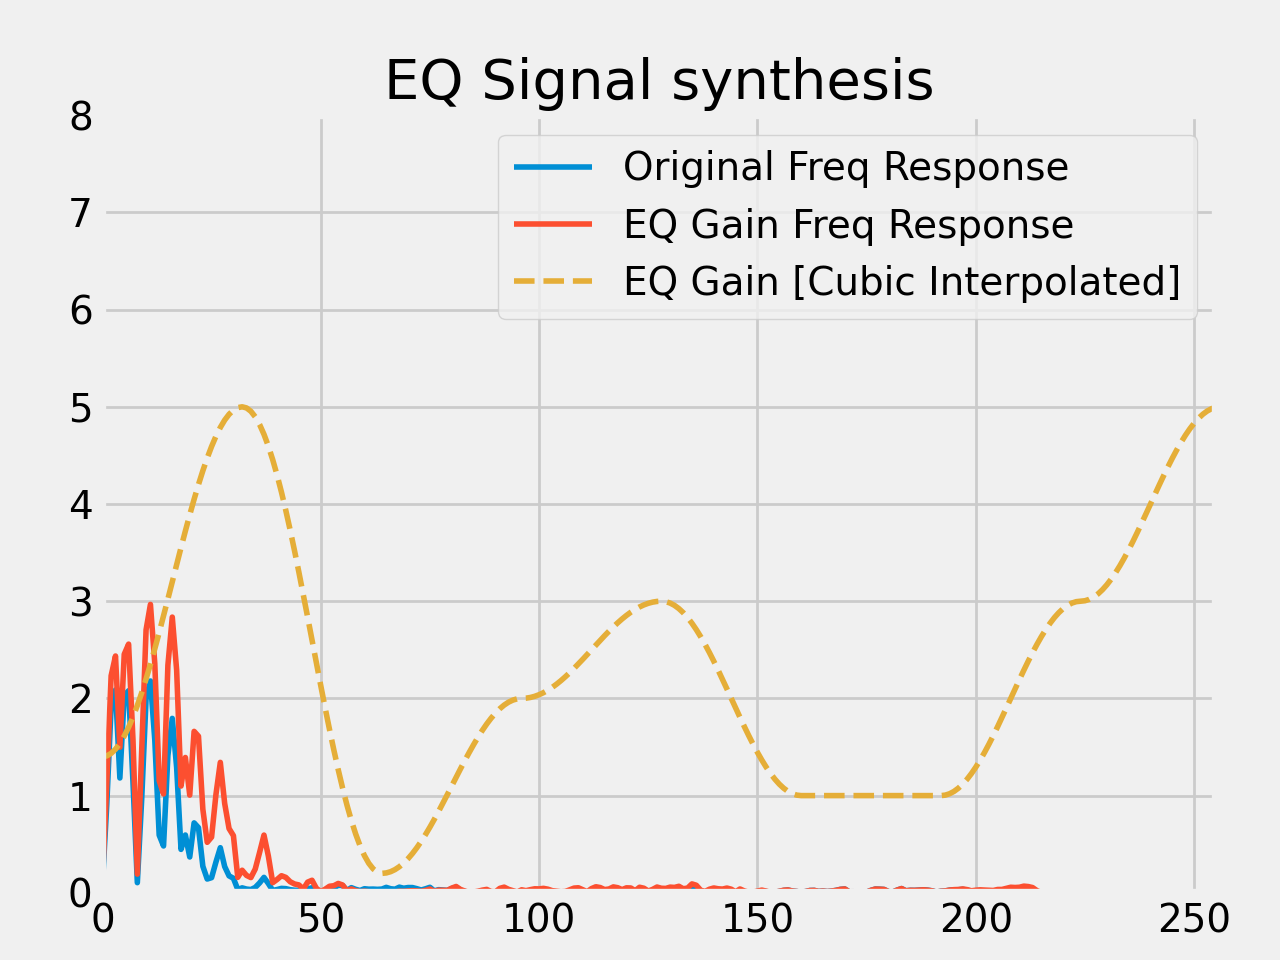 EQ Signal synthesis
8
7
6
5
4
3
2
1
0
Original Freq Response
EQ Gain Freq Response
EQ Gain [Cubic Interpolated]
0 50 100 150 200 250